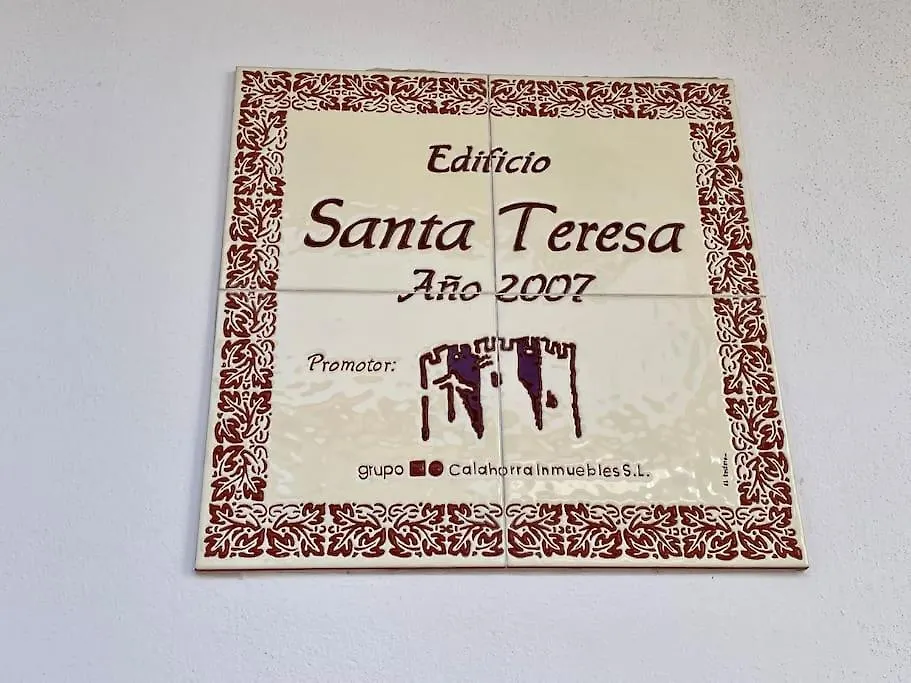 Edificio
Santa Teresa
Año 2007
Promotor:
grupo Calahorra Inmuebles S.L.